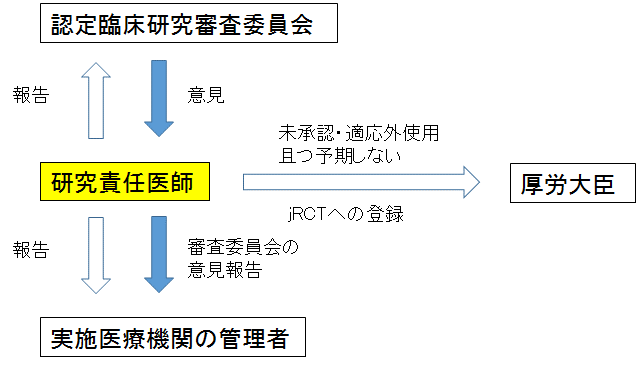 認定臨床研究審査委員会
報告
意見
未承認・適応外使用
且つ予期しない
研究責任医師
厚労大臣
jRCTへの登録
報告
審査委員会の
意見報告
実施医療機関の管理者